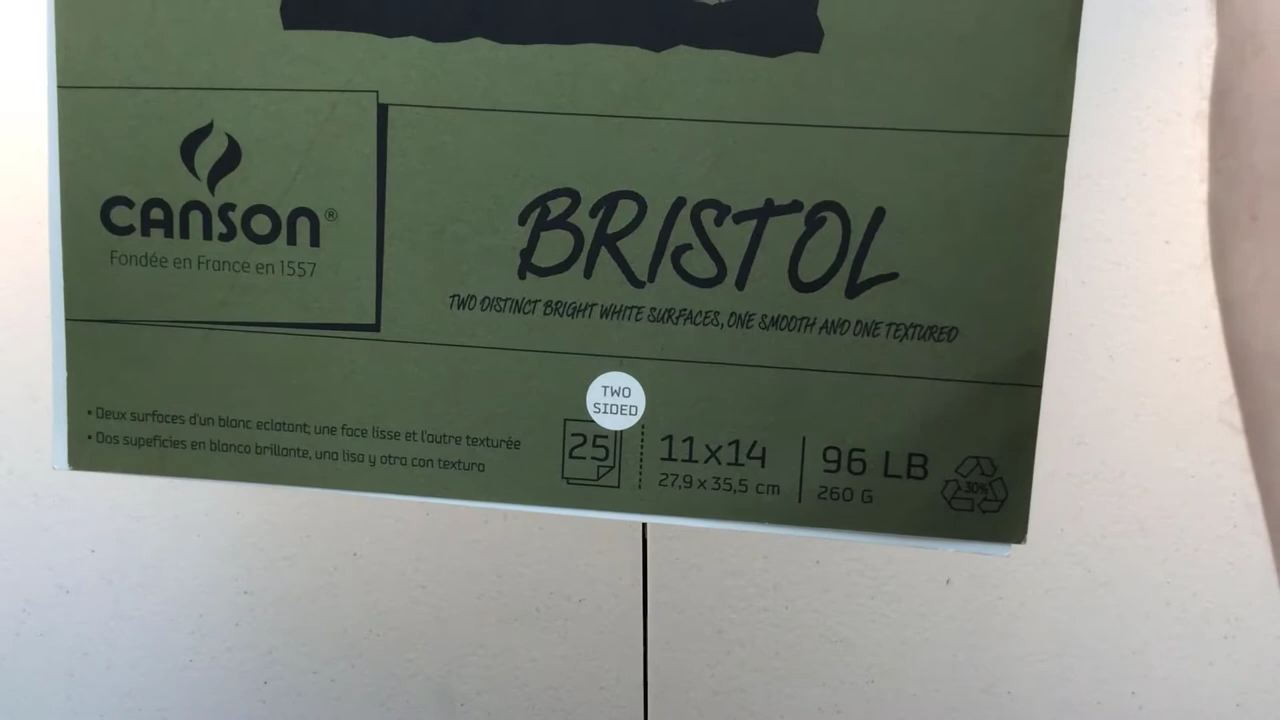 CANSON®
Fondée en France en 1557
BRISTOL
TWO DISTINCT BRIGHT WHITE SURFACES, ONE SMOOTH AND ONE TEXTURED
• Deux surfaces d'un blanc eclatant; une face lisse et l'autre texturée
• Dos supeficies en blanco brillante, una lisa y otra con textura
TWO
SIDED
25
11x14
27,9 x 35,5 cm
96 LB
260 G
30%